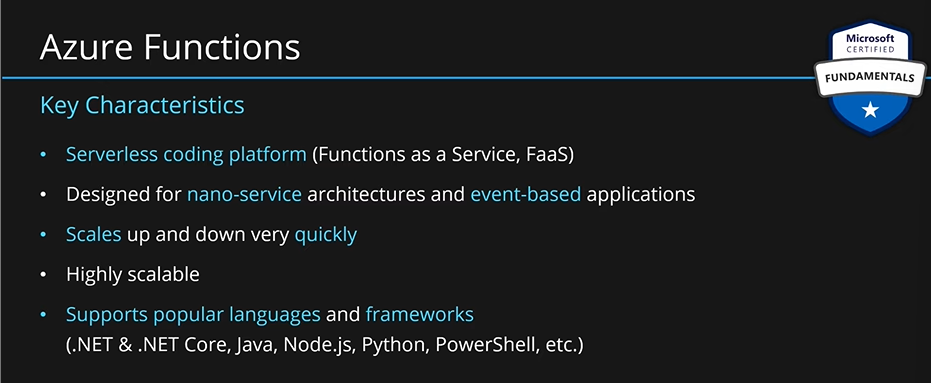 Azure Functions
Microsoft
CERTIFIED
FUNDAMENTALS
Key Characteristics
• Serverless coding platform (Functions as a Service, FaaS)
• Designed for nano-service architectures and event-based applications
• Scales up and down very quickly
• Highly scalable
• Supports popular languages and frameworks
(.NET & .NET Core, Java, Node.js, Python, PowerShell, etc.)